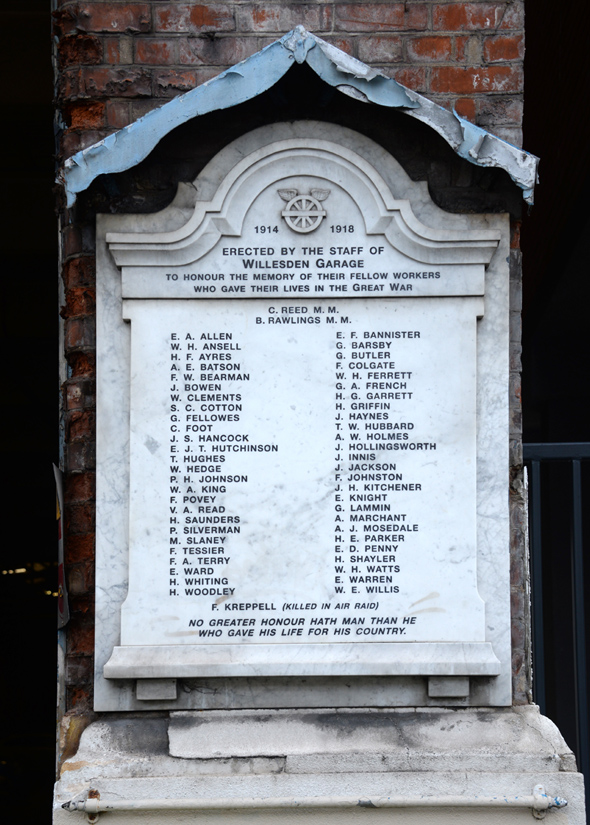 1914 1918
ERECTED BY THE STAFF OF
WILLESDEN GARAGE
TO HONOUR THE MEMORY OF THEIR FELLOW WORKERS
WHO GAVE THEIR LIVES IN THE GREAT WAR
C. REED M. M.
B. RAWLINGS M. M.
E. A. ALLEN
W. H. ANSELL
H. F. AYRES
A. E. BATSON
F. W. BEARMAN
J. BOWEN
W. CLEMENTS
S. C. COTTON
G. FELLOWES
C. FOOT
J. S. HANCOCK
E. J. T. HUTCHINSON
T. HUGHES
W. HEDGE
P. H. JOHNSON
W. A. KING
F. POVEY
V. A. READ
H. SAUNDERS
P. SILVERMAN
M. SLANEY
F. TESSIER
F. A. TERRY
E. WARD
H. WHITING
H. WOODLEY
E. F. BANNISTER
G. BARSBY
G. BUTLER
F. COLGATE
W. H. FERRETT
G. A. FRENCH
H. G. GARRETT
H. GRIFFIN
J. HAYNES
T. W. HUBBARD
A. W. HOLMES
J. HOLLINGSWORTH
J. INNIS
J. JACKSON
F. JOHNSTON
J. H. KITCHENER
E. KNIGHT
G. LAMMIN
A. MARCHANT
A. J. MOSEDALE
H. E. PARKER
E. D. PENNY
H. SHAYLER
W. H. WATTS
E. WARREN
W. E. WILLIS
F. KREPPELL (KILLED IN AIR RAID)
NO GREATER HONOUR HATH MAN THAN HE
WHO GAVE HIS LIFE FOR HIS COUNTRY.